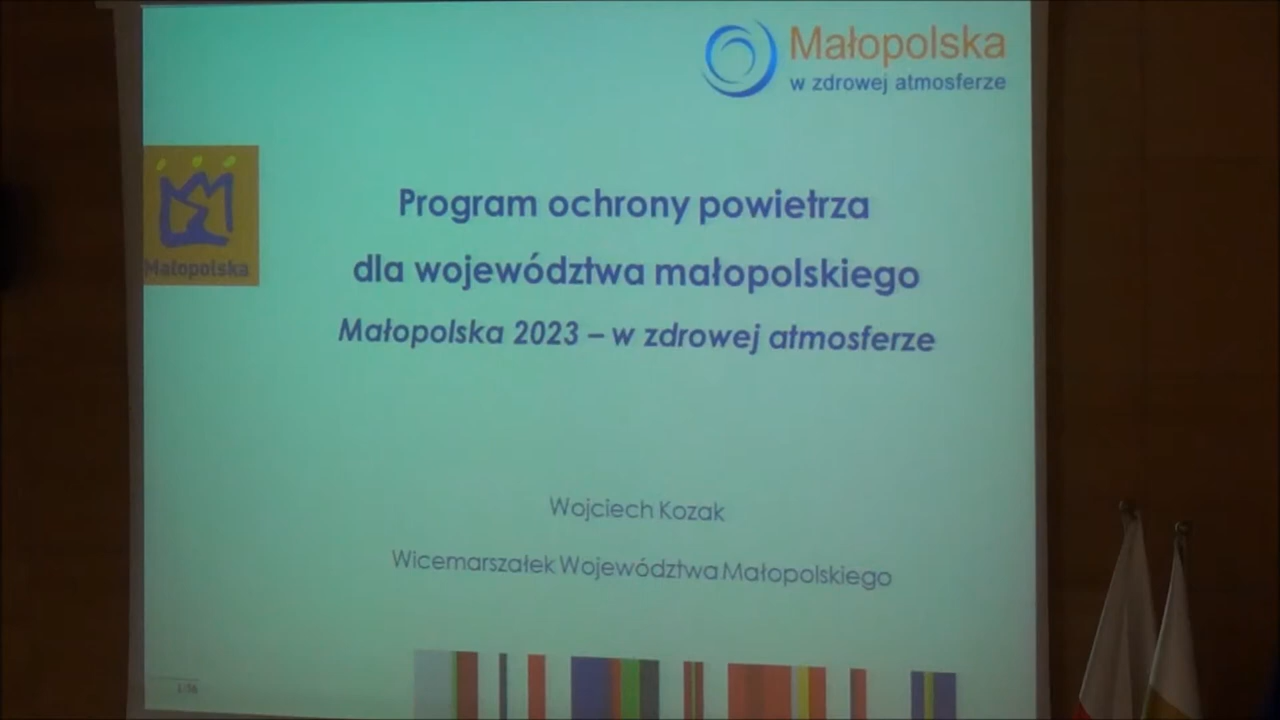 Małopolska
w zdrowej atmosferze
Małopolska
Program ochrony powietrza
dla województwa małopolskiego
Małopolska 2023 – w zdrowej atmosferze
Wojciech Kozak
Wicemarszałek Województwa Małopolskiego